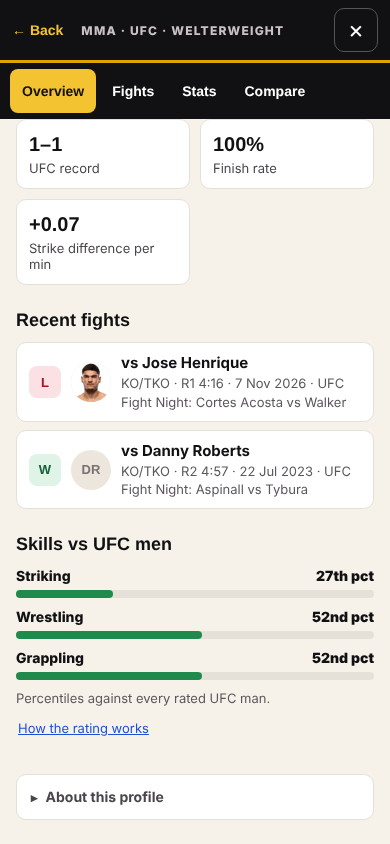 ← Back MMA · UFC · WELTERWEIGHT ×
Overview Fights Stats Compare
1–1
UFC record
100%
Finish rate
+0.07
Strike difference per
min
Recent fights
L
vs Jose Henrique
KO/TKO · R1 4:16 · 7 Nov 2026 · UFC
Fight Night: Cortes Acosta vs Walker
W
DR
vs Danny Roberts
KO/TKO · R2 4:57 · 22 Jul 2023 · UFC
Fight Night: Aspinall vs Tybura
Skills vs UFC men
Striking 27th pct
Wrestling 52nd pct
Grappling 52nd pct
Percentiles against every rated UFC man.
How the rating works
▸ About this profile